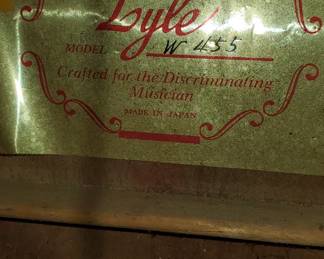 Lyle
MODEL W 455
Crafted for the Discriminating
Musician
MADE IN JAPAN